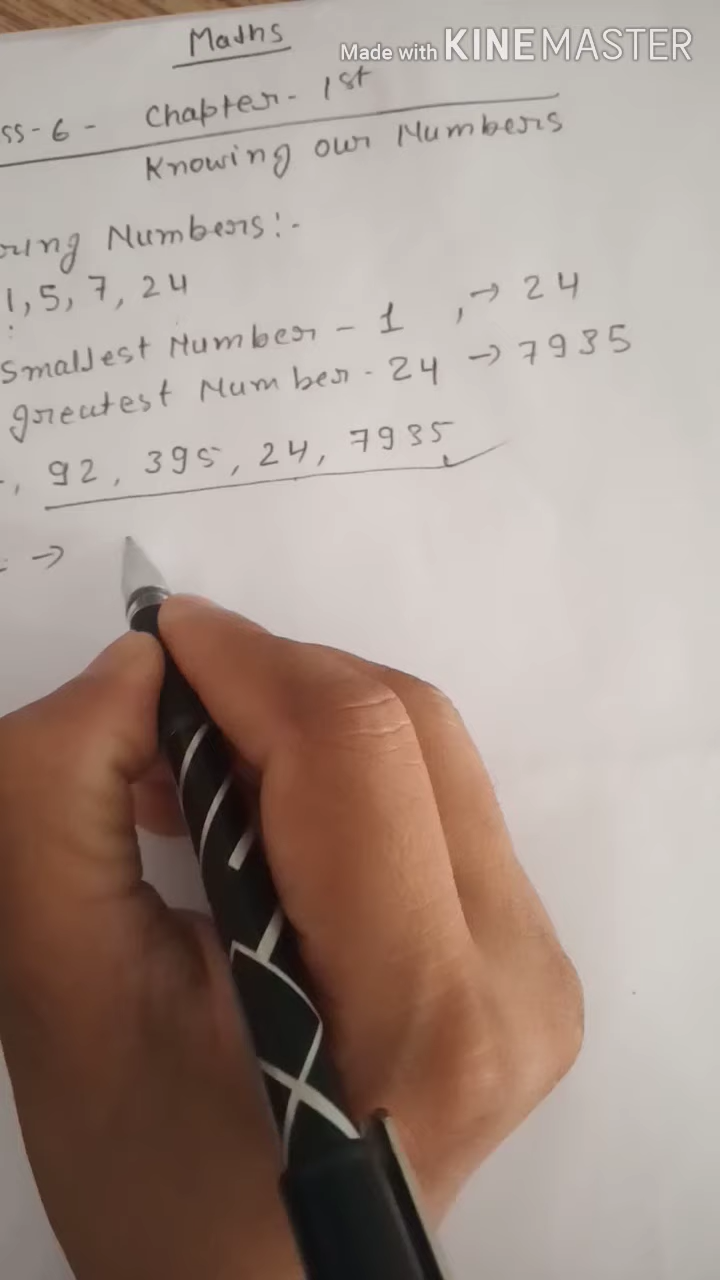 Maths
Made with KINEMASTER
ss-6- Chapter- 1st
Knowing our Numbers
ring Numbers:-
1, 5, 7, 24
Smallest Number - 1 , → 24
greatest Number - 24 → 7935
, 92, 395, 24, 7935
→